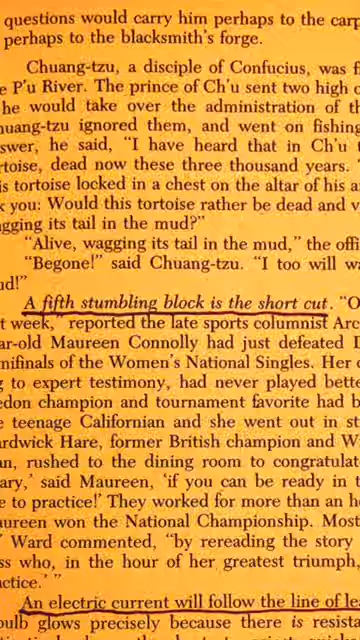 questions would carry him perhaps to the carp
perhaps to the blacksmith's forge.
Chuang-tzu, a disciple of Confucius, was fi
e P'u River. The prince of Ch'u sent two high o
he would take over the administration of th
huang-tzu ignored them, and went on fishing
swer, he said, "I have heard that in Ch'u t
rtoise, dead now these three thousand years.
is tortoise locked in a chest on the altar of his a
k you: Would this tortoise rather be dead and v
agging its tail in the mud?"
"Alive, wagging its tail in the mud," the offi
"Begone!" said Chuang-tzu. "I too will wa
ud!"
A fifth stumbling block is the short cut. "O
t week," reported the late sports columnist Arc
ar-old Maureen Connolly had just defeated D
mifinals of the Women's National Singles. Her o
g to expert testimony, had never played bette
edon champion and tournament favorite had b
e teenage Californian and she went out in st
ardwick Hare, former British champion and W
an, rushed to the dining room to congratulat
ary,' said Maureen, 'if you can be ready in t
e to practice!' They worked for more than an h
aureen won the National Championship. Most
' Ward commented, "by rereading the story
ss who, in the hour of her greatest triumph,
actice.' "
An electric current will follow the line of lea
bulb glows precisely because there is resista